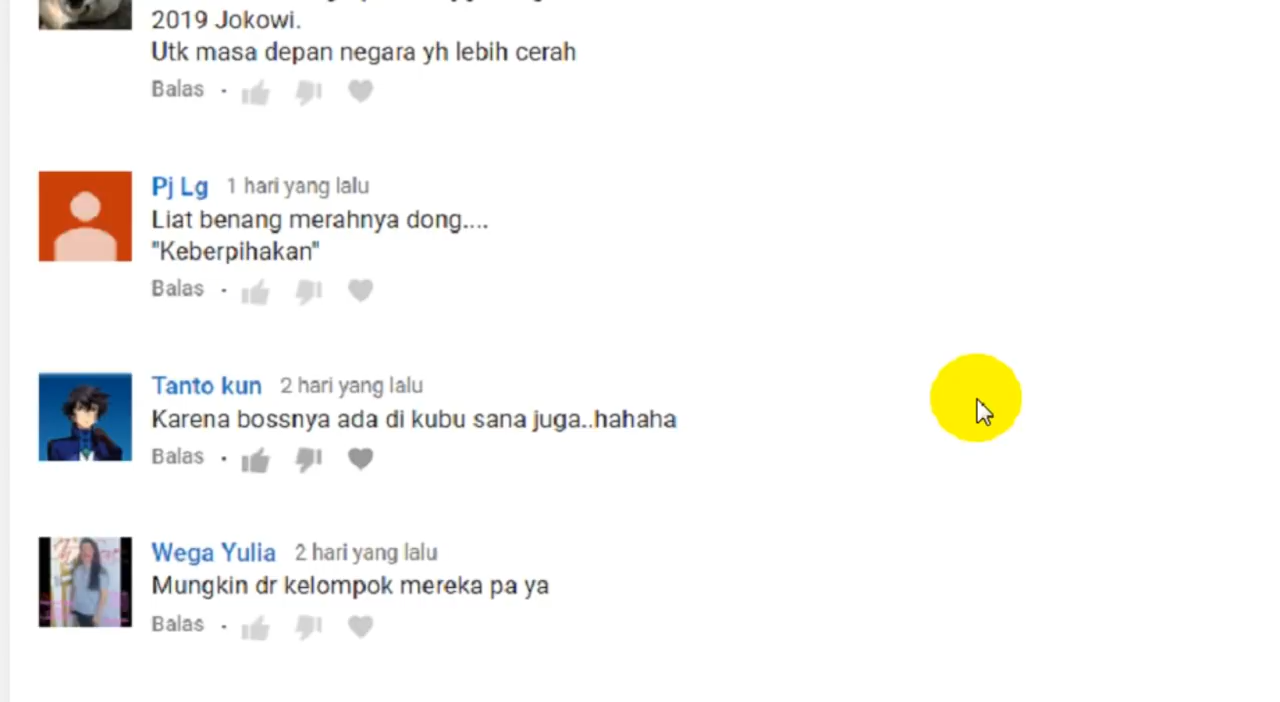 2019 Jokowi.
Utk masa depan negara yh lebih cerah
Balas
Pj Lg 1 hari yang lalu
Liat benang merahnya dong....
"Keberpihakan"
Balas
Tanto kun 2 hari yang lalu
Karena bossnya ada di kubu sana juga..hahaha
Balas
Wega Yulia 2 hari yang lalu
Mungkin dr kelompok mereka pa ya
Balas